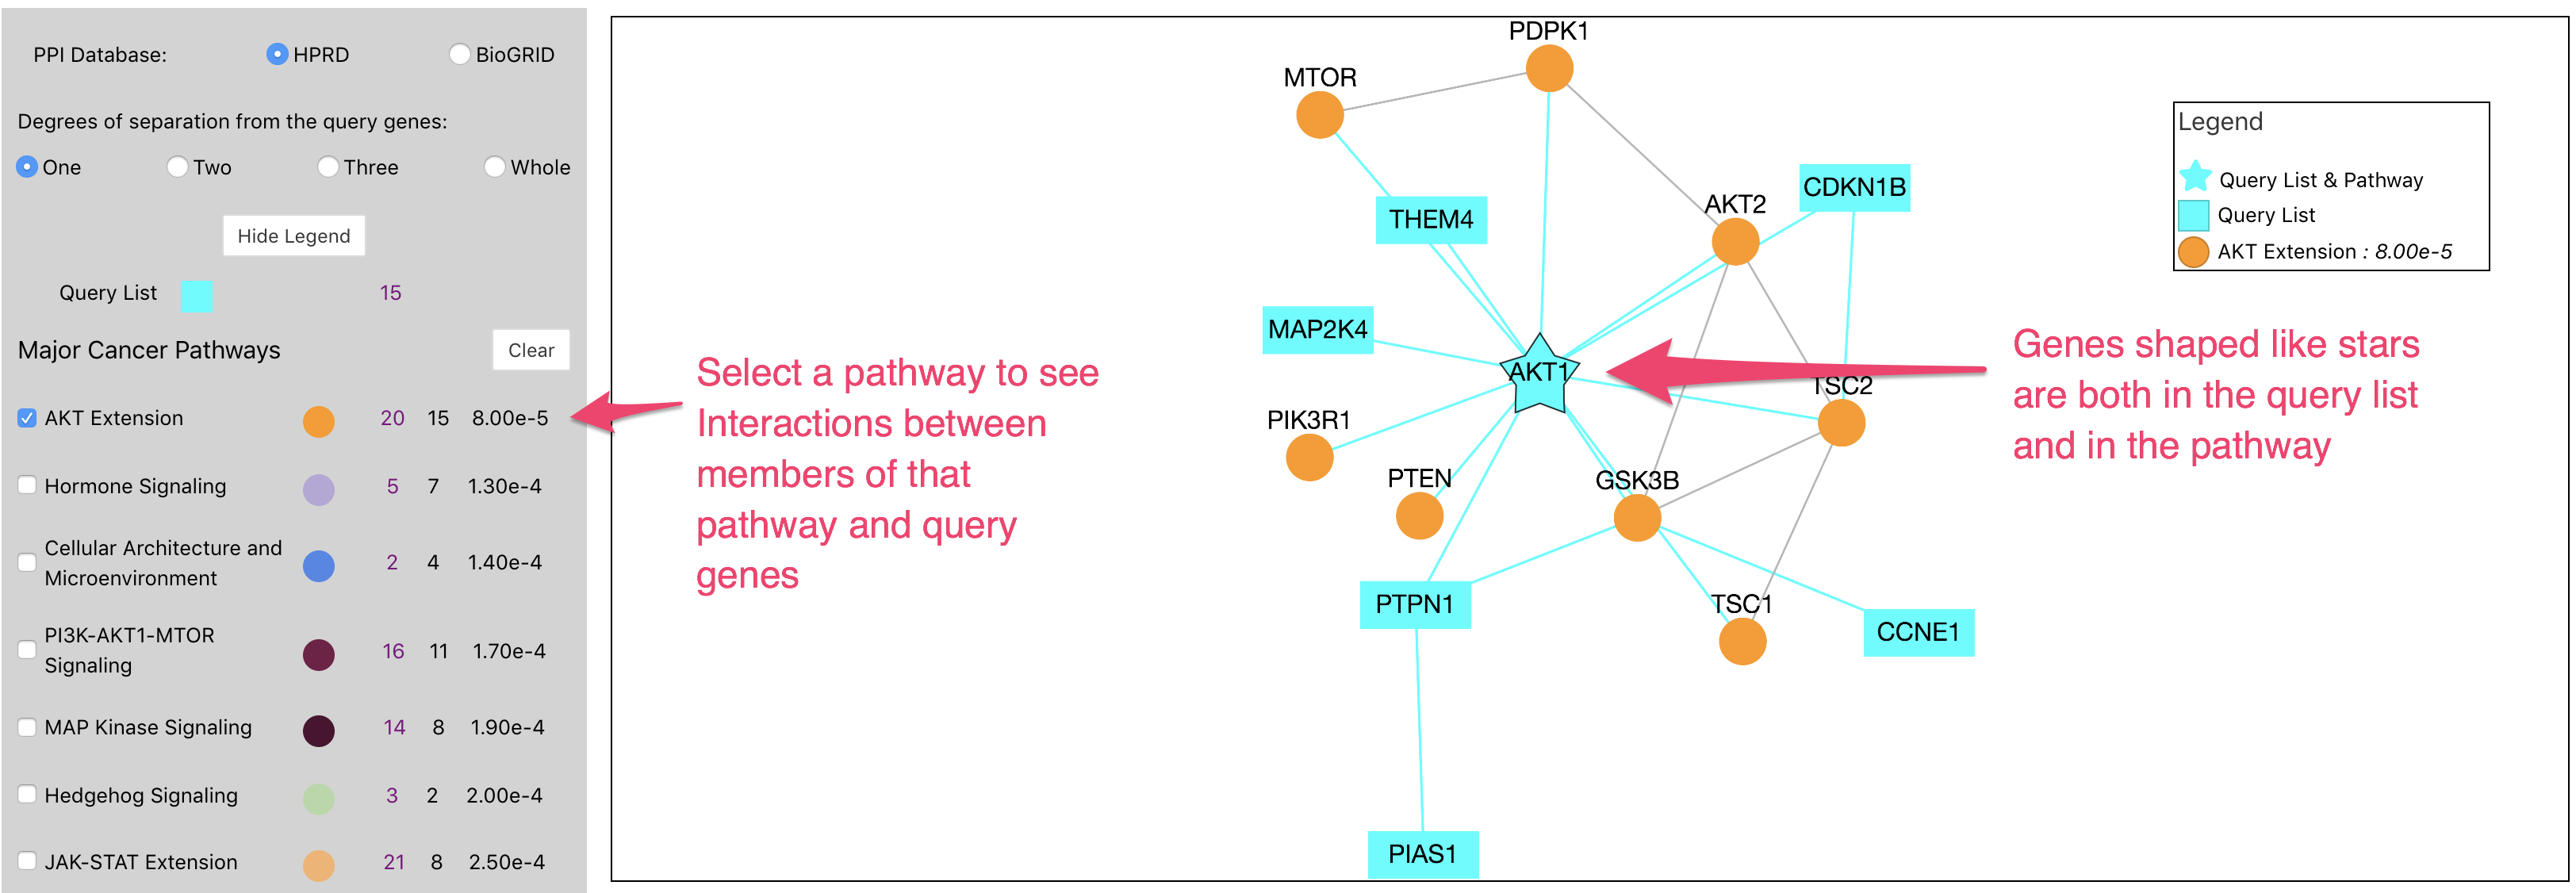 PPI Database: HPRD BioGRID
Degrees of separation from the query genes:
One Two Three Whole
Hide Legend
Query List 15
Major Cancer Pathways Clear
AKT Extension 20 15 8.00e-5
Hormone Signaling 5 7 1.30e-4
Cellular Architecture and
Microenvironment 2 4 1.40e-4
PI3K-AKT1-MTOR
Signaling 16 11 1.70e-4
MAP Kinase Signaling 14 8 1.90e-4
Hedgehog Signaling 3 2 2.00e-4
JAK-STAT Extension 21 8 2.50e-4
Select a pathway to see
Interactions between
members of that
pathway and query
genes
PDPK1
MTOR
CDKN1B
AKT2
THEM4
MAP2K4
AKT1
TSC2
PIK3R1
PTEN
GSK3B
PTPN1
TSC1
CCNE1
PIAS1
Legend
Query List & Pathway
Query List
AKT Extension : 8.00e-5
Genes shaped like stars
are both in the query list
and in the pathway